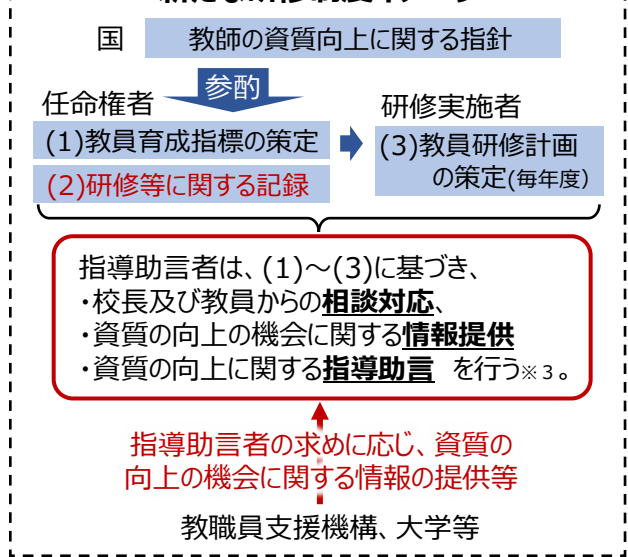 国 教師の資質向上に関する指針
参酌
任命権者
(1)教員育成指標の策定
(2)研修等に関する記録
研修実施者
(3)教員研修計画
の策定(毎年度)
指導助言者は、(1)～(3)に基づき、
・校長及び教員からの相談対応、
・資質の向上の機会に関する情報提供
・資質の向上に関する指導助言 を行う※３。
指導助言者の求めに応じ、資質の
向上の機会に関する情報の提供等
教職員支援機構、大学等